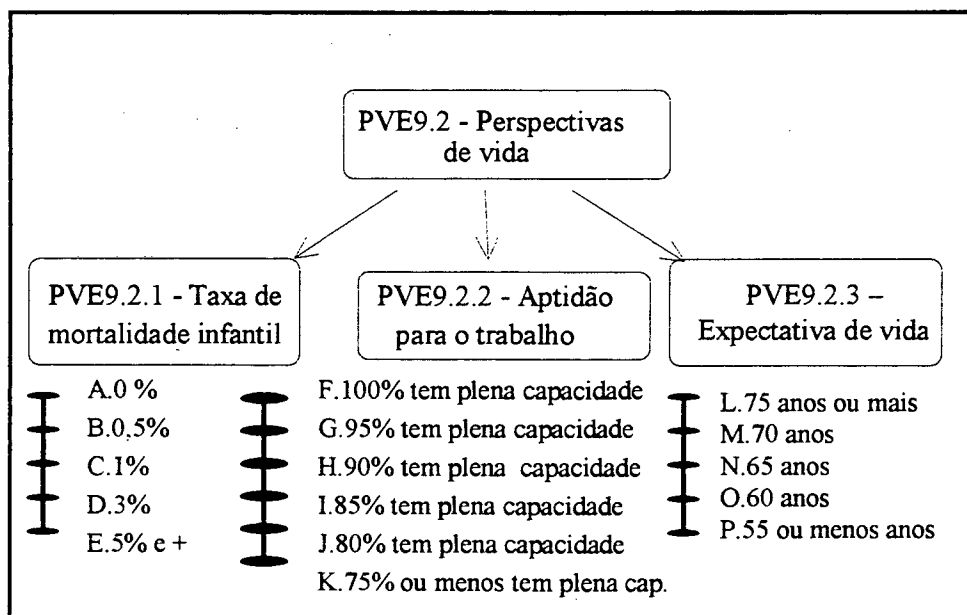 PVE9.2 - Perspectivas
de vida
PVE9.2.1 - Taxa de
mortalidade infantil
PVE9.2.2 - Aptidão
para o trabalho
PVE9.2.3 –
Expectativa de vida
A.0 %
B.0,5%
C.1%
D.3%
E.5% e +
F.100% tem plena capacidade
G.95% tem plena capacidade
H.90% tem plena capacidade
I.85% tem plena capacidade
J.80% tem plena capacidade
K.75% ou menos tem plena cap.
L.75 anos ou mais
M.70 anos
N.65 anos
O.60 anos
P.55 ou menos anos